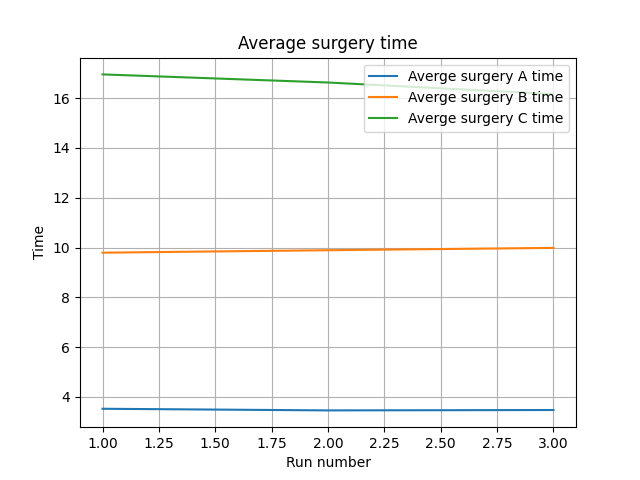 Average surgery time
Averge surgery A time
Averge surgery B time
Averge surgery C time
16
14
12
10
8
6
4
Time
1.00 1.25 1.50 1.75 2.00 2.25 2.50 2.75 3.00
Run number